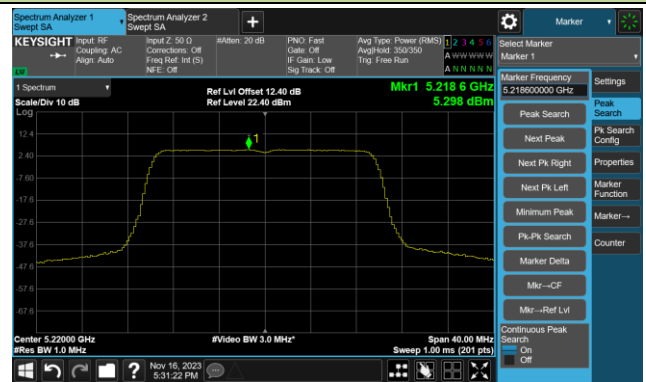 Spectrum Analyzer 1
Swept SA
Spectrum Analyzer 2
Swept SA
Marker
KEYSIGHT
Input: RF
Coupling: AC
Align: Auto
Input Z: 50 Ω
Corrections: Off
Freq Ref: Int (S)
NFE: Off
#Atten: 20 dB
PNO: Fast
Gate: Off
IF Gain: Low
Sig Track: Off
Avg Type: Power (RMS)
Avg|Hold: 350/350
Trig: Free Run
1 2 3 4 5 6
A W W W W W
A N N N N N
LXI
Select Marker
Marker 1
1 Spectrum
Scale/Div 10 dB
Log
Ref Lvl Offset 12.40 dB
Ref Level 22.40 dBm
Mkr1 5.218 6 GHz
5.298 dBm
1
12.4
2.40
-7.60
-17.6
-27.6
-37.6
-47.6
-57.6
-67.6
Center 5.22000 GHz
#Res BW 1.0 MHz
#Video BW 3.0 MHz*
Span 40.00 MHz
Sweep 1.00 ms (201 pts)
Marker Frequency
5.218600000 GHz
Peak Search
Next Peak
Next Pk Right
Next Pk Left
Minimum Peak
Pk-Pk Search
Marker Delta
Mkr→CF
Mkr→Ref Lvl
Continuous Peak
Search
On
Off
Settings
Peak
Search
Pk Search
Config
Properties
Marker
Function
Marker→
Counter
?
Nov 16, 2023
5:31:22 PM